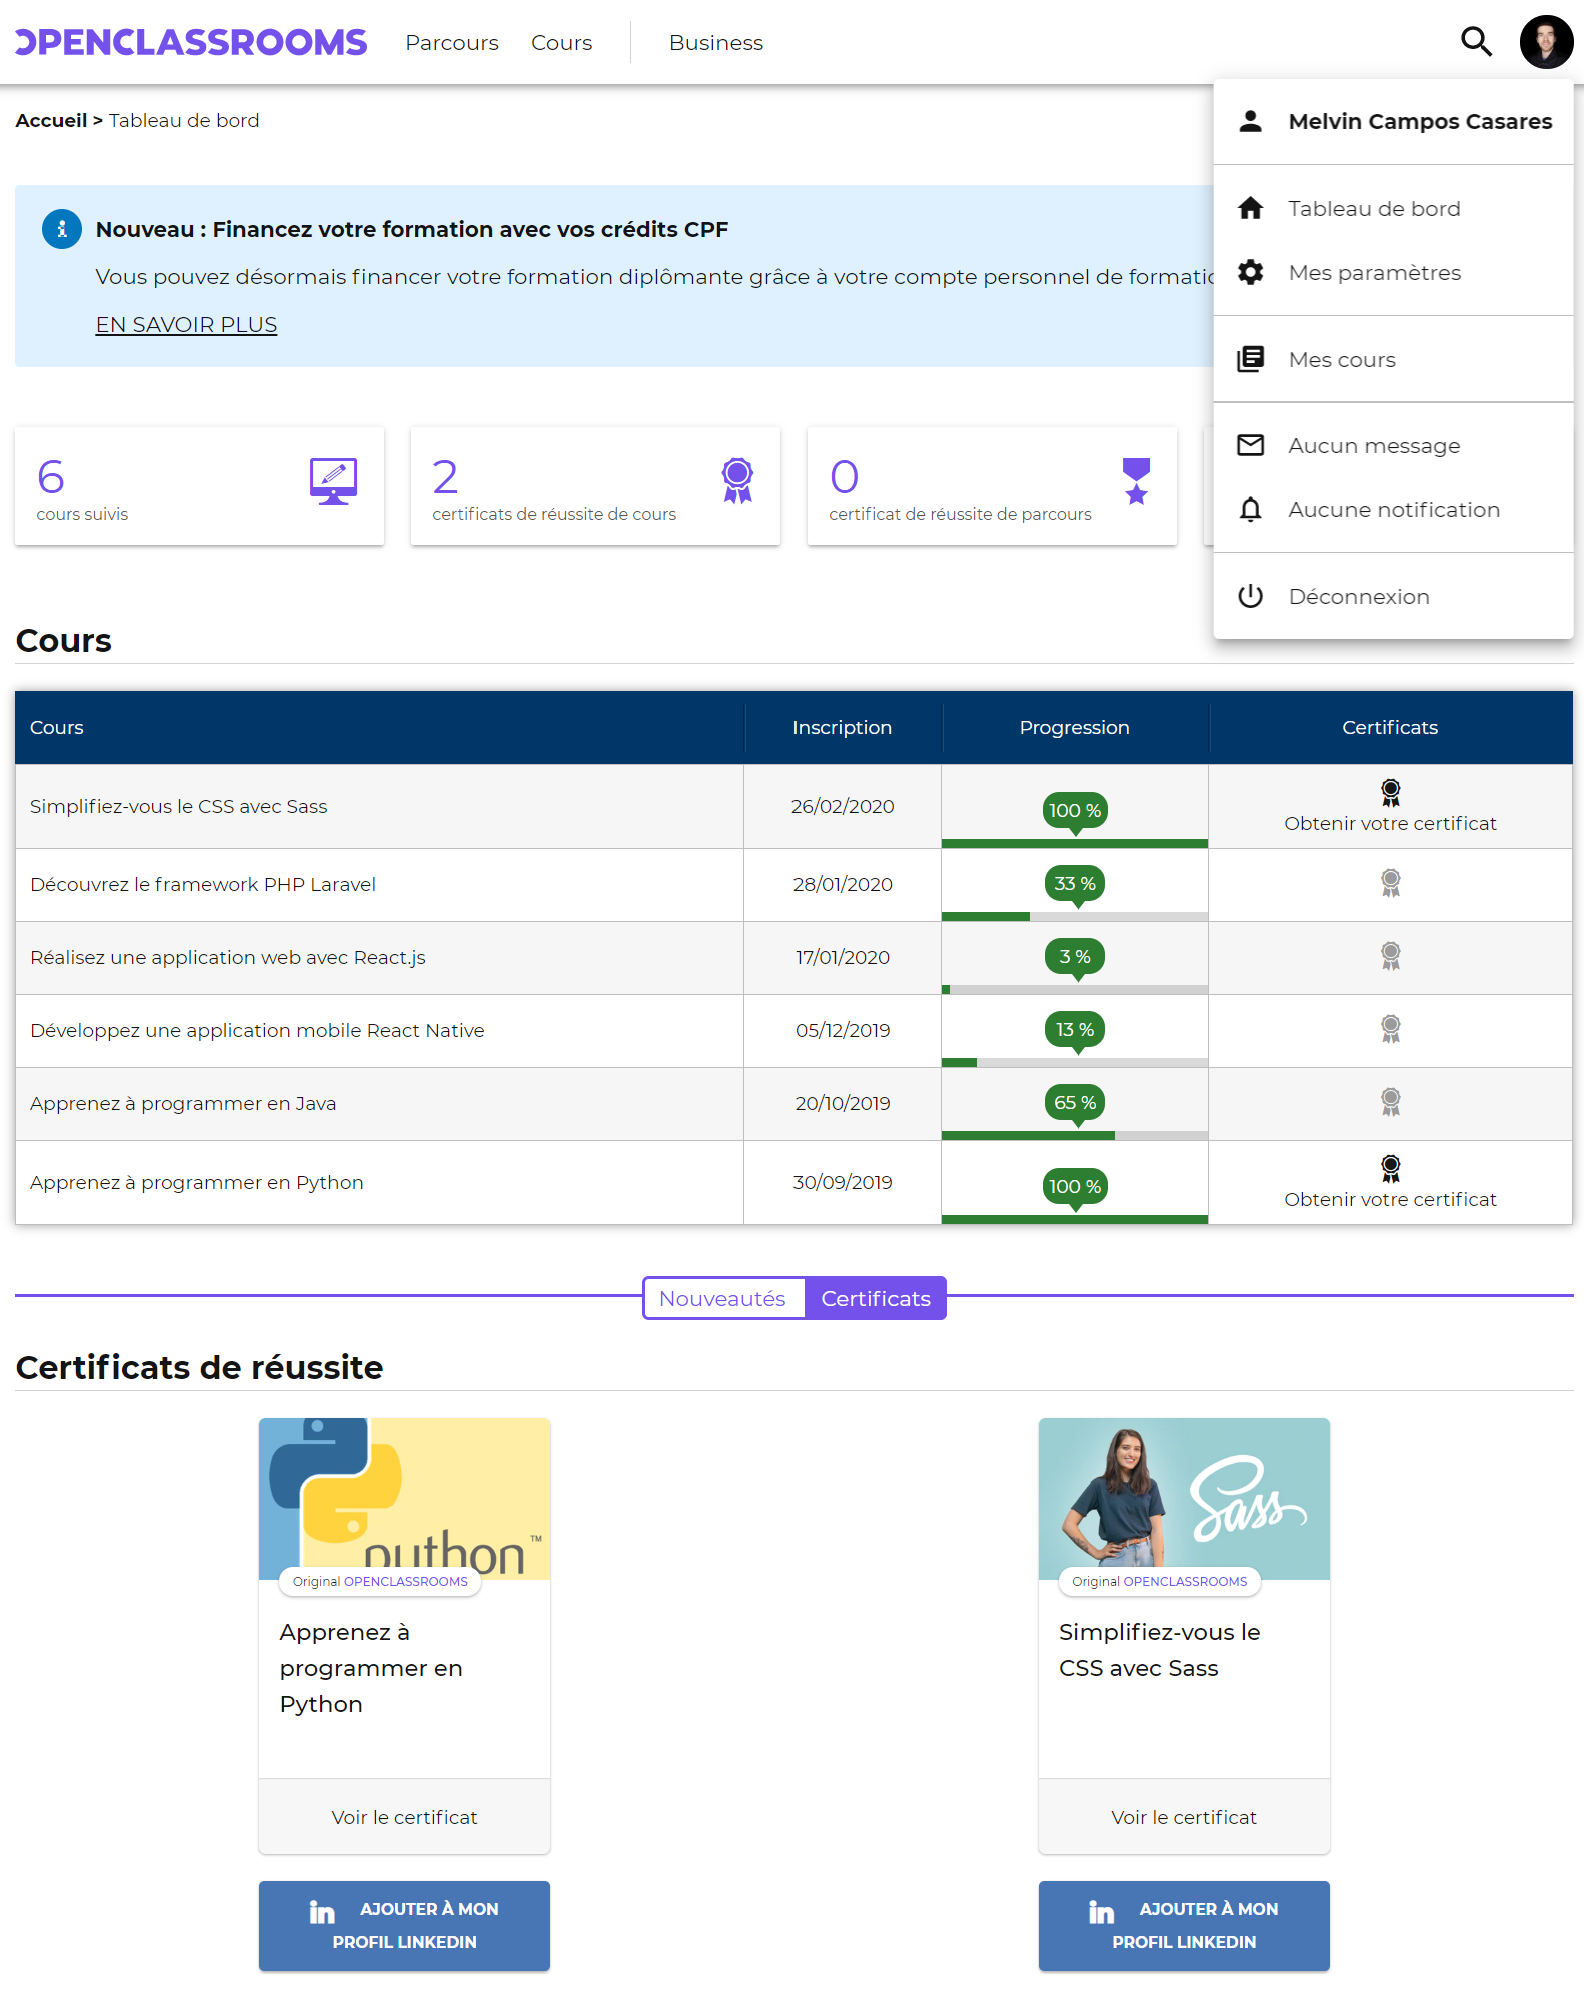 OPENCLASSROOMS Parcours Cours Business
Accueil > Tableau de bord
Melvin Campos Casares
Tableau de bord
Mes paramètres
Mes cours
Aucun message
Aucune notification
Déconnexion
Nouveau : Financez votre formation avec vos crédits CPF
Vous pouvez désormais financer votre formation diplômante grâce à votre compte personnel de
EN SAVOIR PLUS
6
cours suivis
2
certificats de réussite de cours
0
certificat de réussite de parcours
Cours
Cours Inscription Progression Certificats
Simplifiez-vous le CSS avec Sass 26/02/2020 100 % Obtenir votre certificat
Découvrez le framework PHP Laravel 28/01/2020 33 %
Réalisez une application web avec React.js 17/01/2020 3 %
Développez une application mobile React Native 05/12/2019 13 %
Apprenez à programmer en Java 20/10/2019 65 %
Apprenez à programmer en Python 30/09/2019 100 % Obtenir votre certificat
Nouveautés Certificats
Certificats de réussite
python™
Original OPENCLASSROOMS
Apprenez à
programmer en
Python
Voir le certificat
in AJOUTER À MON
PROFIL LINKEDIN
Sass
Original OPENCLASSROOMS
Simplifiez-vous le
CSS avec Sass
Voir le certificat
in AJOUTER À MON
PROFIL LINKEDIN